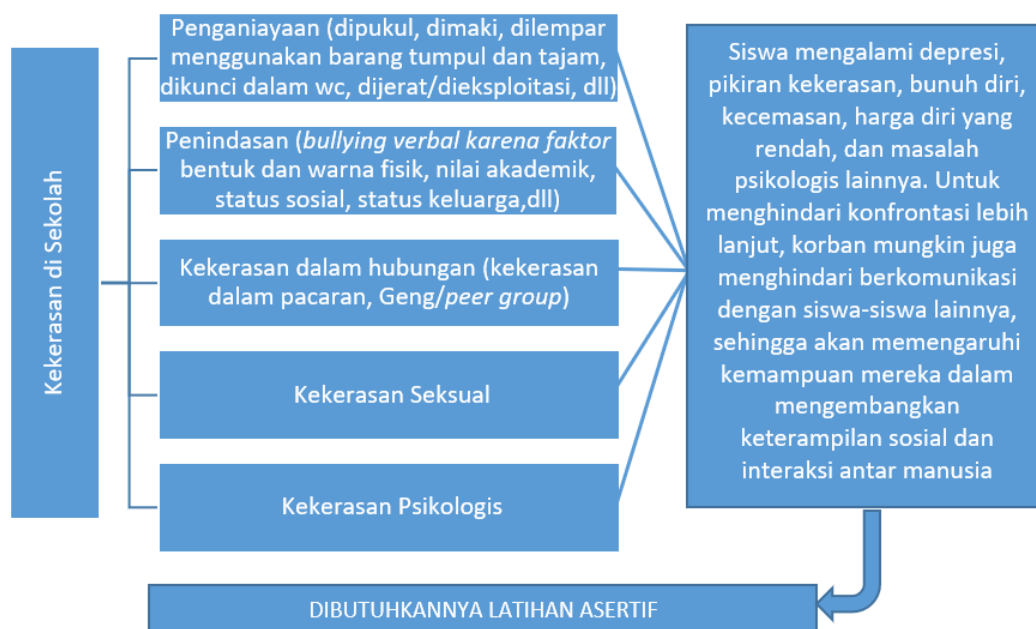 Kekerasan di Sekolah
Penganiayaan (dipukul, dimaki, dilempar
menggunakan barang tumpul dan tajam,
dikunci dalam wc, dijerat/dieksploitasi, dll)
Penindasan (bullying verbal karena faktor
bentuk dan warna fisik, nilai akademik,
status sosial, status keluarga,dll)
Kekerasan dalam hubungan (kekerasan
dalam pacaran, Geng/peer group)
Kekerasan Seksual
Kekerasan Psikologis
Siswa mengalami depresi,
pikiran kekerasan, bunuh diri,
kecemasan, harga diri yang
rendah, dan masalah
psikologis lainnya. Untuk
menghindari konfrontasi lebih
lanjut, korban mungkin juga
menghindari berkomunikasi
dengan siswa-siswa lainnya,
sehingga akan memengaruhi
kemampuan mereka dalam
mengembangkan
keterampilan sosial dan
interaksi antar manusia
DIBUTUHKANNYA LATIHAN ASERTIF